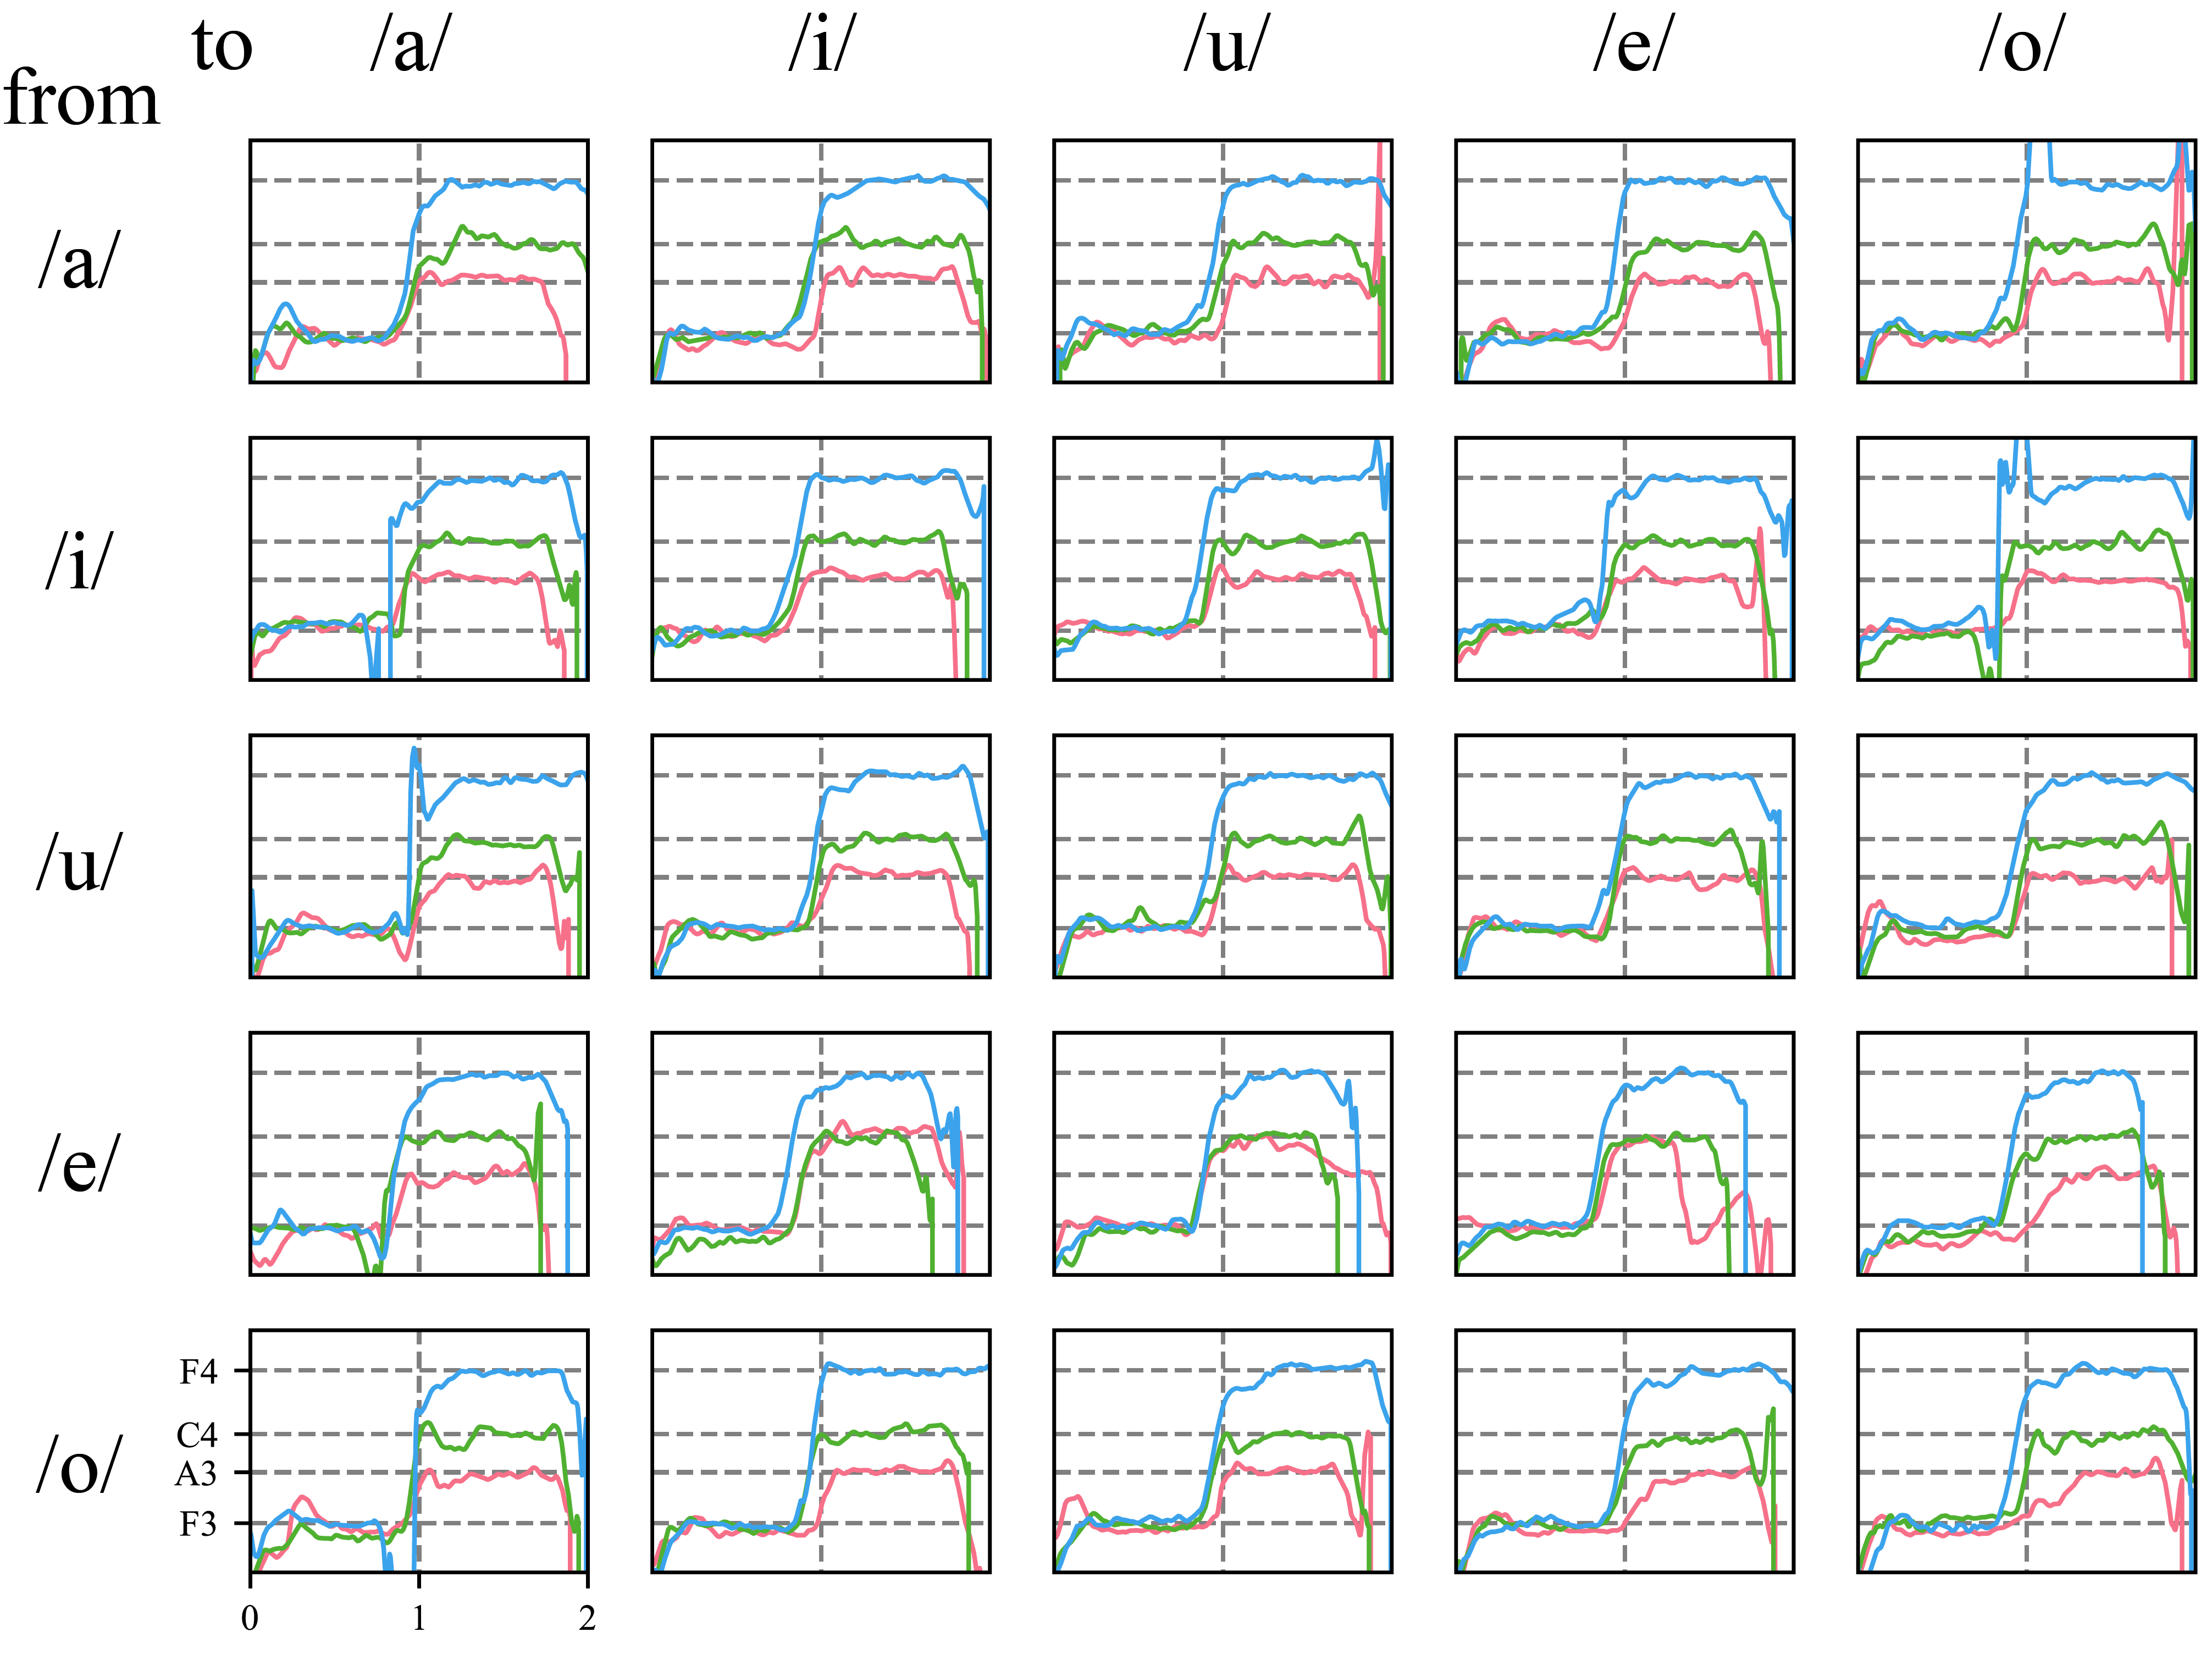 to /a/ /i/ /u/ /e/ /o/
from
/a/
/i/
/u/
/e/
/o/
F4
C4
A3
F3
0 1 2